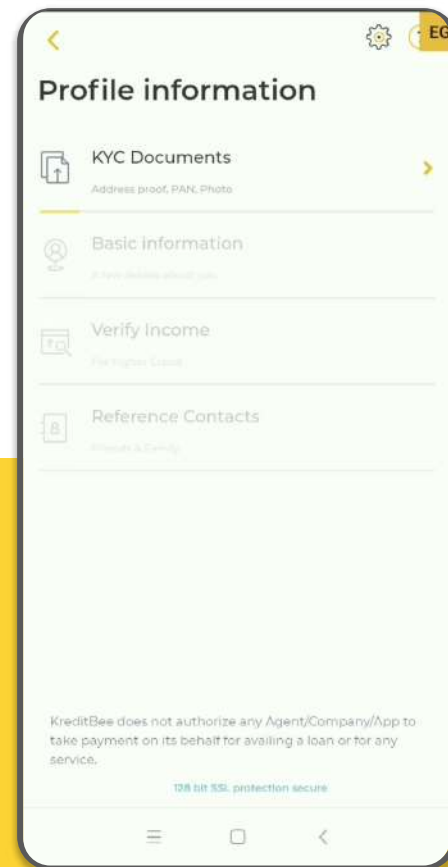 EG
Profile information
KYC Documents
Address proof, PAN, Photo
Basic information
A few details about you
Verify Income
For higher
Reference Contacts
Friends & Family
KreditBee does not authorize any Agent/Company/App to
take payment on its behalf for availing a loan or for any
service.
128 bit SSL protection secure